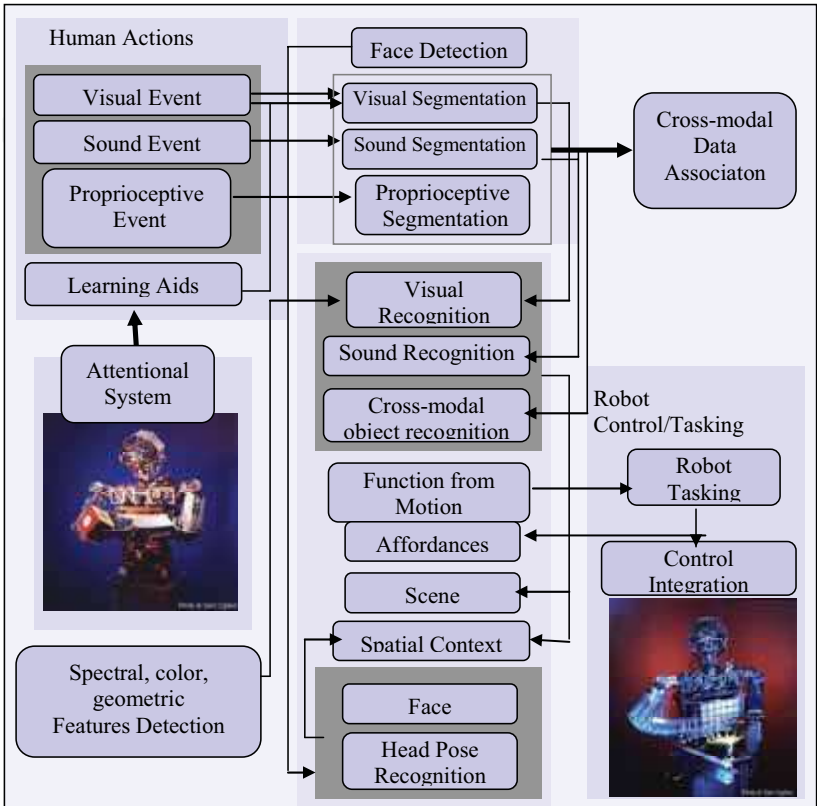 Human Actions
Face Detection
Visual Event
Visual Segmentation
Sound Event
Sound Segmentation
Cross-modal
Data
Associaton
Proprioceptive
Event
Proprioceptive
Segmentation
Learning Aids
Visual
Recognition
Sound Recognition
Attentional
System
Cross-modal
object recognition
Robot
Control/Tasking
Function from
Motion
Robot
Tasking
Affordances
Control
Integration
Scene
Spatial Context
Spectral, color,
geometric
Features Detection
Face
Head Pose
Recognition